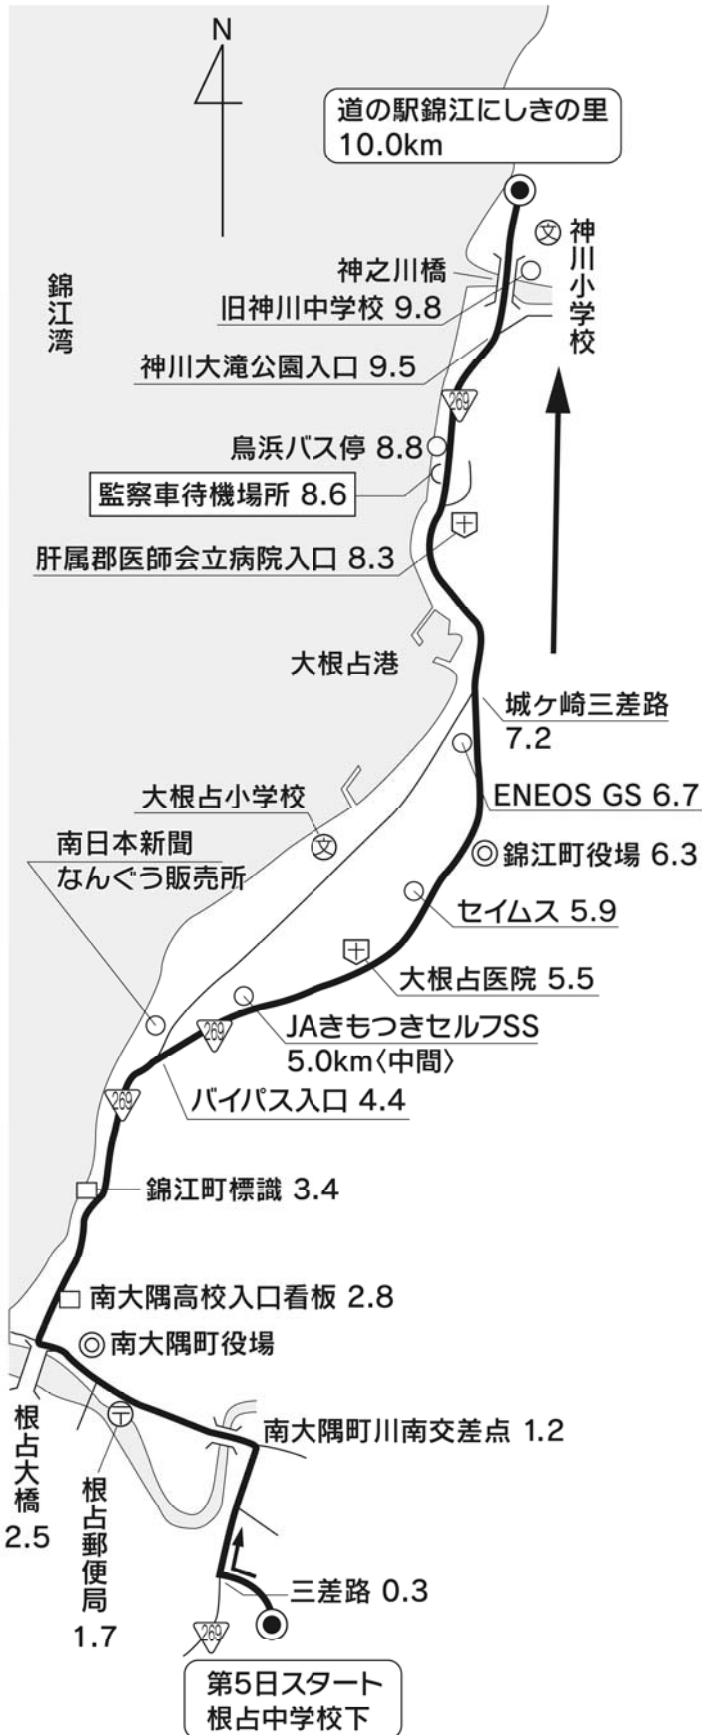 N
道の駅錦江にしきの里
10.0km
神川小学校
文
錦江湾
神之川橋
旧神川中学校 9.8
神川大滝公園入口 9.5
269
鳥浜バス停 8.8
監察車待機場所 8.6
肝属郡医師会立病院入口 8.3
大根占港
城ヶ崎三差路
7.2
ENEOS GS 6.7
大根占小学校
文
南日本新聞
なんぐう販売所
錦江町役場 6.3
セイムス 5.9
大根占医院 5.5
269
JAきもつきセルフSS
5.0km〈中間〉
269
バイパス入口 4.4
錦江町標識 3.4
南大隅高校入口看板 2.8
南大隅町役場
根占大橋
2.5
根占郵便局
1.7
南大隅町川南交差点 1.2
三差路 0.3
269
第5日スタート
根占中学校下